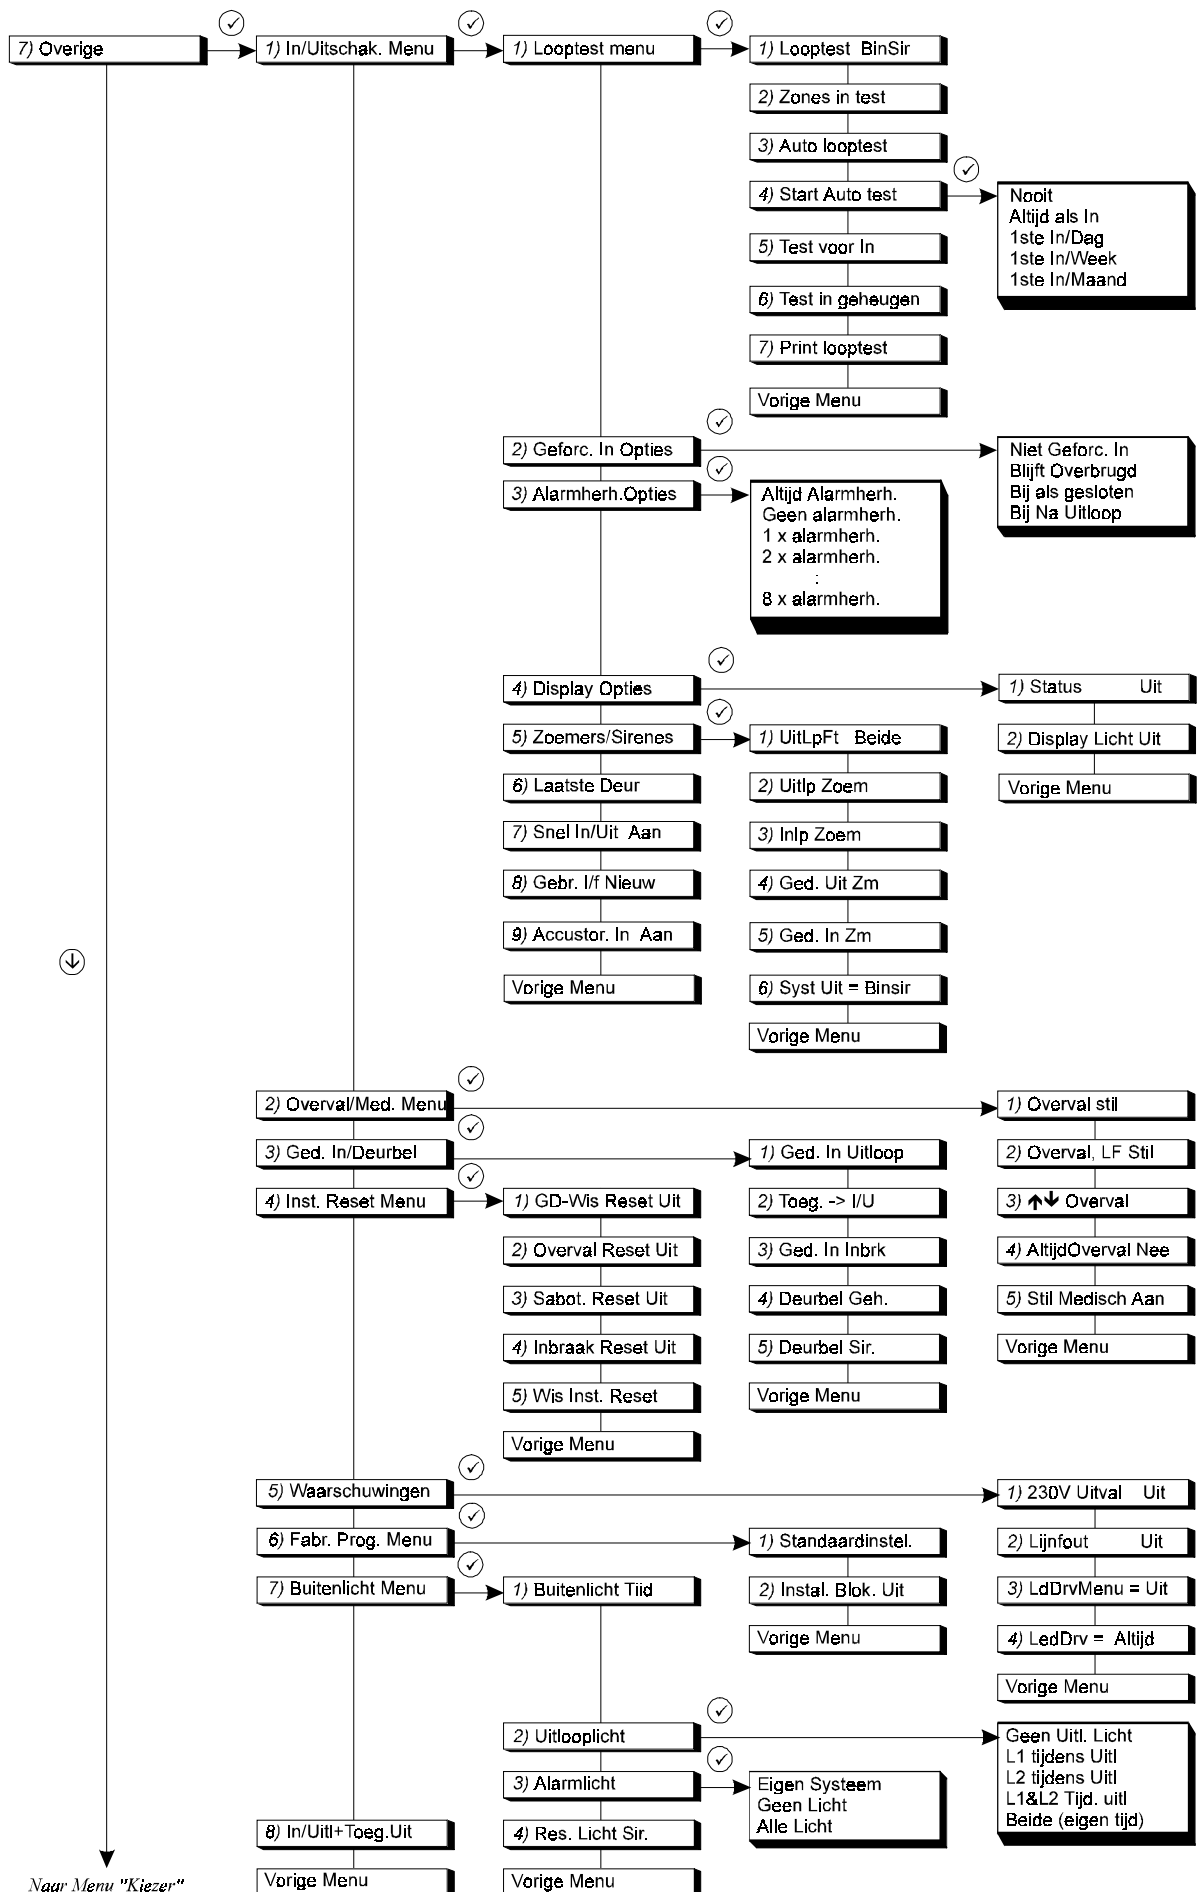 7) Overige
1) In/Uitschak. Menu
1) Looptest menu
1) Looptest BinSir
2) Zones in test
3) Auto looptest
4) Start Auto test
Nooit
Altijd als In
1ste In/Dag
1ste In/Week
1ste In/Maand
5) Test voor In
6) Test in geheugen
7) Print looptest
Vorige Menu
2) Geforc. In Opties
Niet Geforc. In
Blijft Overbrugd
Bij als gesloten
Bij Na Uitloop
3) Alarmherh.Opties
Altijd Alarmherh.
Geen alarmherh.
1 x alarmherh.
2 x alarmherh.
:
8 x alarmherh.
4) Display Opties
1) Status Uit
2) Display Licht Uit
Vorige Menu
5) Zoemers/Sirenes
1) UitLpFt Beide
2) Uitlp Zoem
3) Inlp Zoem
4) Ged. Uit Zm
5) Ged. In Zm
6) Syst Uit = Binsir
Vorige Menu
6) Laatste Deur
7) Snel In/Uit Aan
8) Gebr. I/f Nieuw
9) Accustor. In Aan
Vorige Menu
2) Overval/Med. Menu
1) Overval stil
2) Overval, LF Stil
3) ↑↓ Overval
4) AltijdOverval Nee
5) Stil Medisch Aan
Vorige Menu
3) Ged. In/Deurbel
1) Ged. In Uitloop
2) Toeg. -> I/U
3) Ged. In Inbrk
4) Deurbel Geh.
5) Deurbel Sir.
Vorige Menu
4) Inst. Reset Menu
1) GD-Wis Reset Uit
2) Overval Reset Uit
3) Sabot. Reset Uit
4) Inbraak Reset Uit
5) Wis Inst. Reset
Vorige Menu
5) Waarschuwingen
1) 230V Uitval Uit
2) Lijnfout Uit
3) LdDrvMenu = Uit
4) LedDrv = Altijd
Vorige Menu
6) Fabr. Prog. Menu
1) Standaardinstel.
2) Instal. Blok. Uit
Vorige Menu
7) Buitenlicht Menu
1) Buitenlicht Tiid
2) Uitlooplicht
Geen Uitl. Licht
L1 tijdens Uitl
L2 tijdens Uitl
L1&L2 Tijd. uitl
Beide (eigen tijd)
3) Alarmlicht
Eigen Systeem
Geen Licht
Alle Licht
4) Res. Licht Sir.
Vorige Menu
8) In/Uitl+Toeg.Uit
Vorige Menu
Naar Menu "Kiezer"